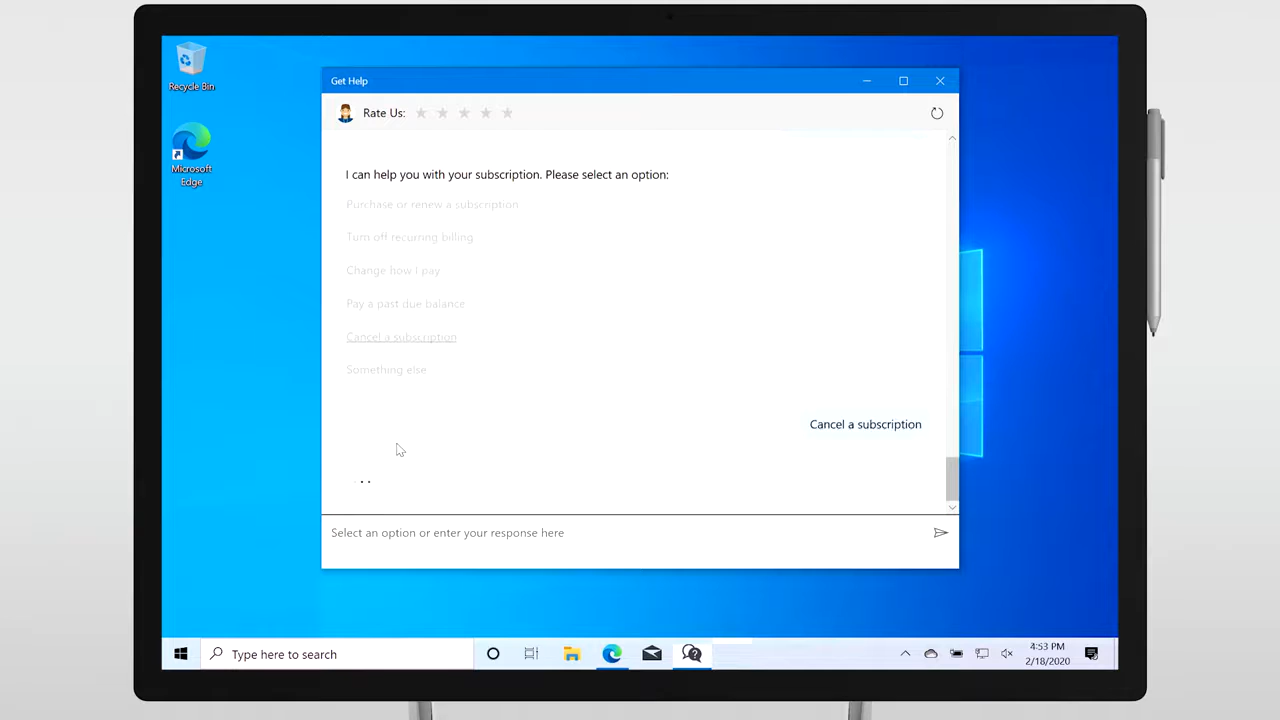 Recycle Bin
Microsoft
Edge
Get Help
Rate Us:
I can help you with your subscription. Please select an option:
Purchase or renew a subscription
Turn off recurring billing
Change how I pay
Pay a past due balance
Cancel a subscription
Something else
Cancel a subscription
Select an option or enter your response here
Type here to search
4:53 PM
2/18/2020